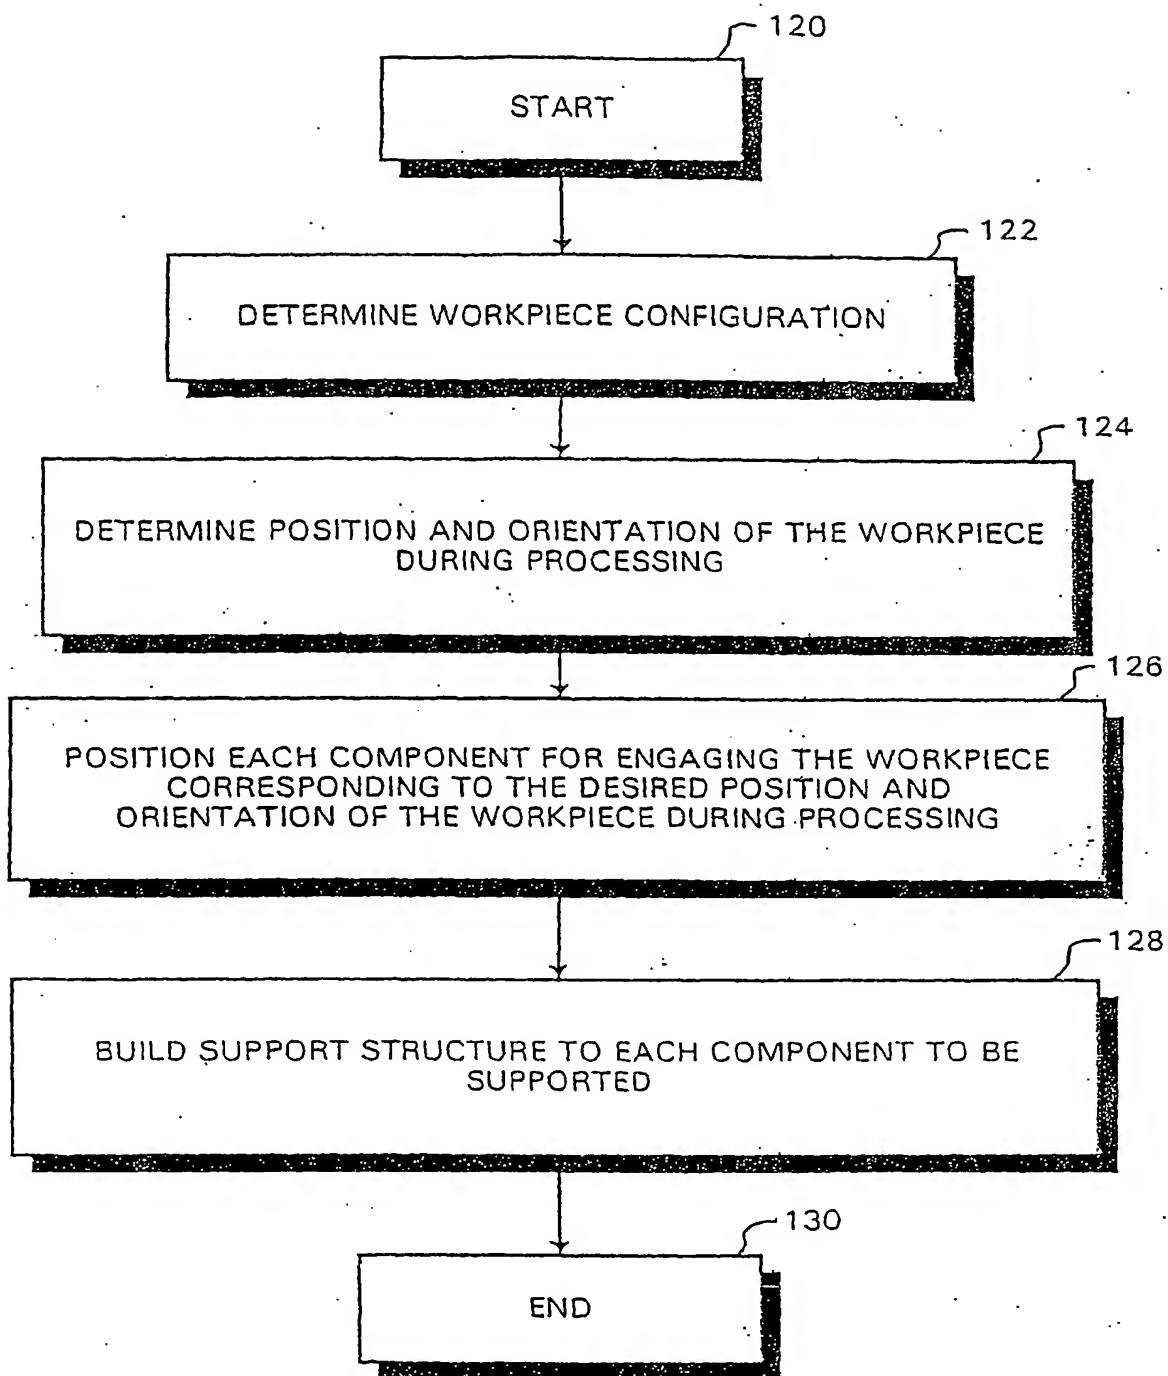 120
START
122
DETERMINE WORKPIECE CONFIGURATION
124
DETERMINE POSITION AND ORIENTATION OF THE WORKPIECE
DURING PROCESSING
126
POSITION EACH COMPONENT FOR ENGAGING THE WORKPIECE
CORRESPONDING TO THE DESIRED POSITION AND
ORIENTATION OF THE WORKPIECE DURING PROCESSING
128
BUILD SUPPORT STRUCTURE TO EACH COMPONENT TO BE
SUPPORTED
130
END